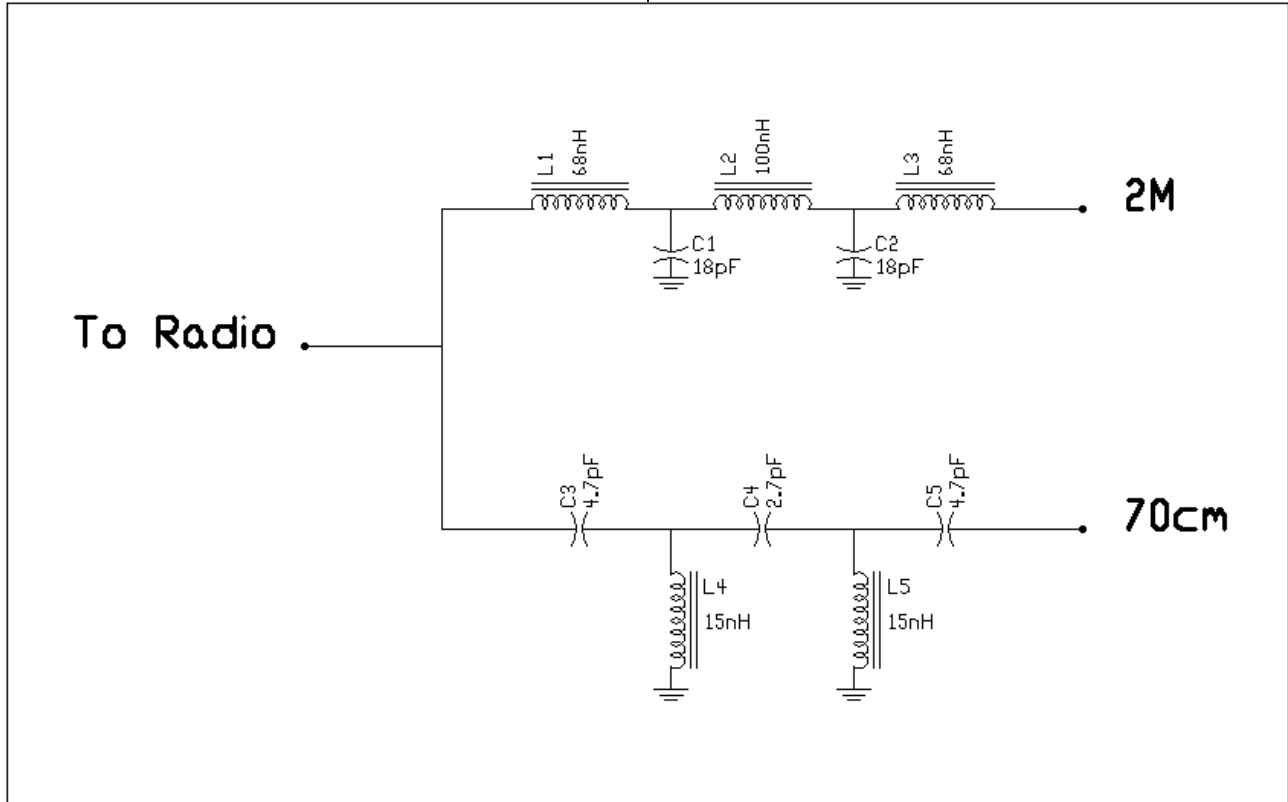 L1
68nH
L2
100nH
L3
68nH
2M
C1
18pF
C2
18pF
To Radio
C3
4.7pF
C4
2.7pF
C5
4.7pF
70cm
L4
15nH
L5
15nH